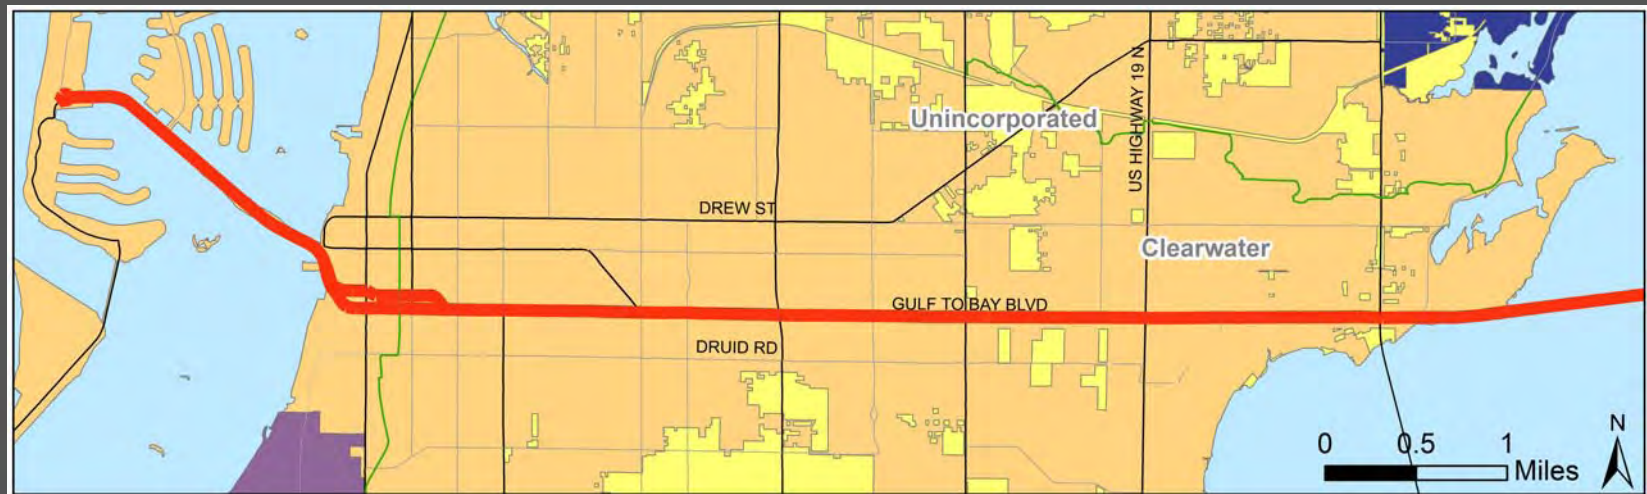 US HIGHWAY 19 N
Unincorporated
DREW ST
Clearwater
GULF TO BAY BLVD
DRUID RD
N
0 0.5 1
Miles